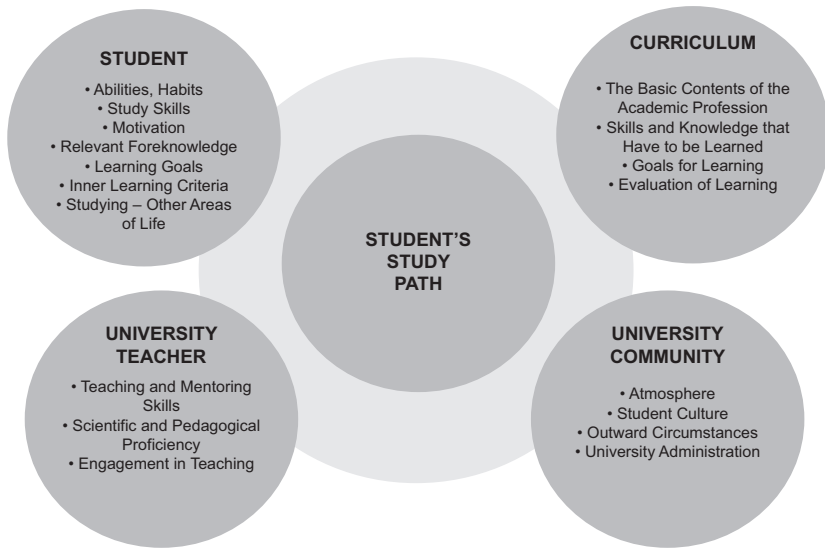 STUDENT
• Abilities, Habits
• Study Skills
• Motivation
• Relevant Foreknowledge
• Learning Goals
• Inner Learning Criteria
• Studying – Other Areas
of Life
CURRICULUM
• The Basic Contents of the
Academic Profession
• Skills and Knowledge that
Have to be Learned
• Goals for Learning
• Evaluation of Learning
STUDENT’S
STUDY
PATH
UNIVERSITY
TEACHER
• Teaching and Mentoring
Skills
• Scientific and Pedagogical
Proficiency
• Engagement in Teaching
UNIVERSITY
COMMUNITY
• Atmosphere
• Student Culture
• Outward Circumstances
• University Administration